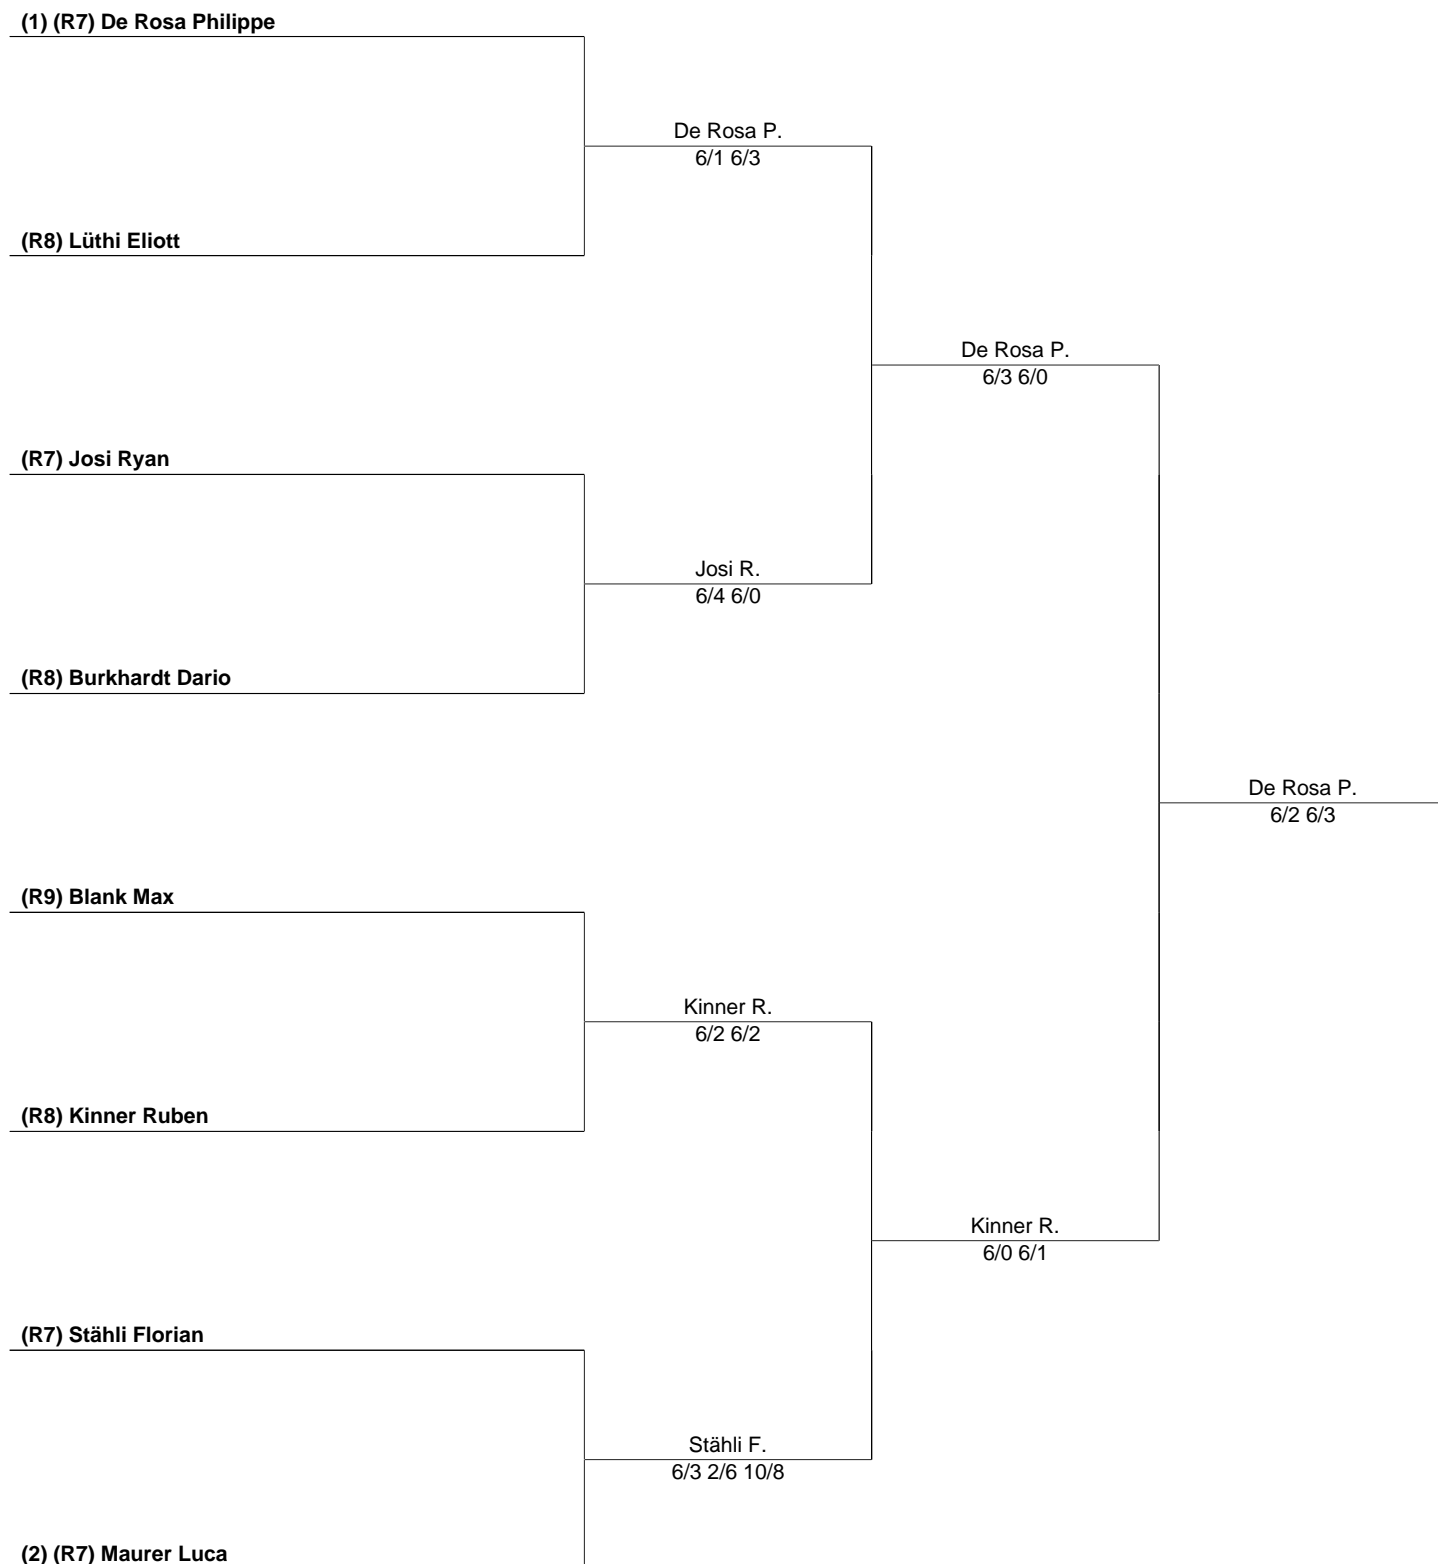 (1) (R7) De Rosa Philippe
De Rosa P.
6/1 6/3
(R8) Lüthi Eliott
De Rosa P.
6/3 6/0
(R7) Josi Ryan
Josi R.
6/4 6/0
(R8) Burkhardt Dario
De Rosa P.
6/2 6/3
(R9) Blank Max
Kinner R.
6/2 6/2
(R8) Kinner Ruben
Kinner R.
6/0 6/1
(R7) Stähli Florian
Stähli F.
6/3 2/6 10/8
(2) (R7) Maurer Luca